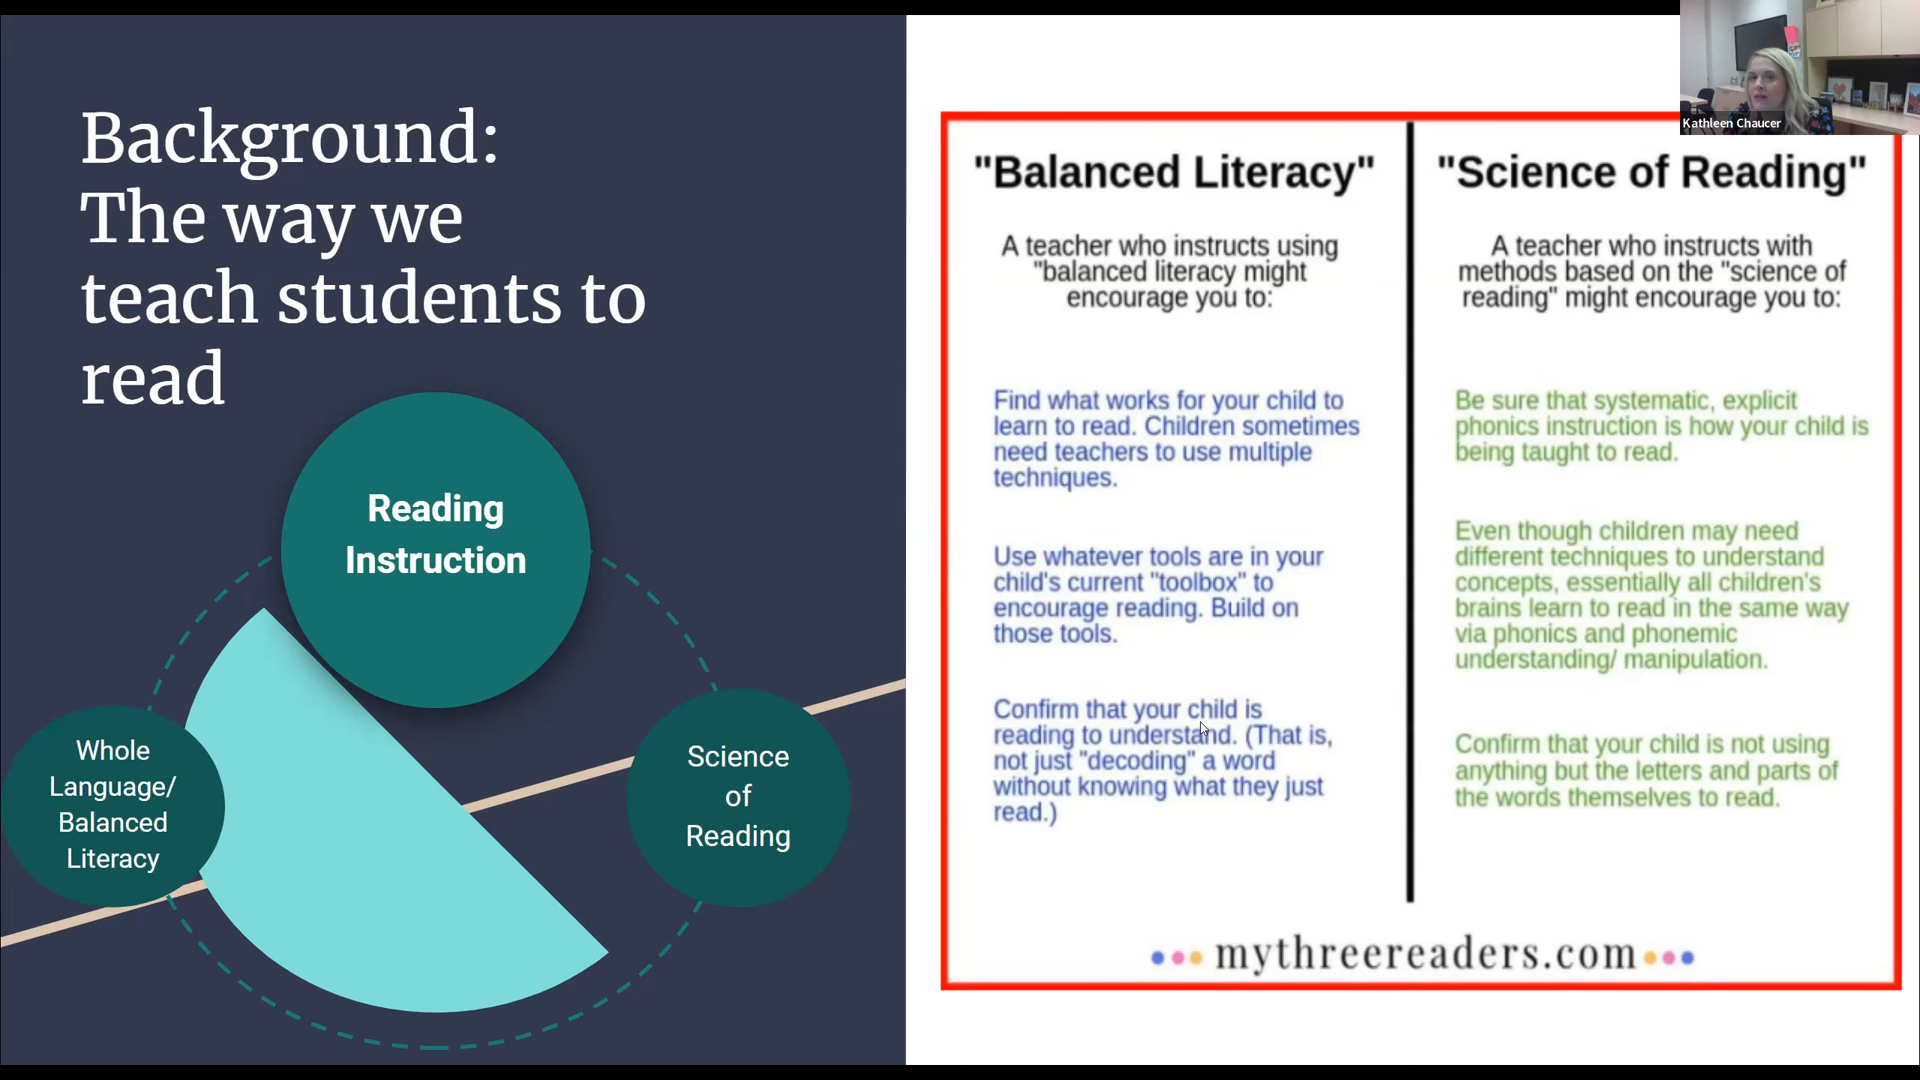 Background:
The way we
teach students to
read
Reading
Instruction
Whole
Language/
Balanced
Literacy
Science
of
Reading
"Balanced Literacy"
A teacher who instructs using
"balanced literacy might
encourage you to:
Find what works for your child to
learn to read. Children sometimes
need teachers to use multiple
techniques.
Use whatever tools are in your
child's current "toolbox" to
encourage reading. Build on
those tools.
Confirm that your child is
reading to understand. (That is,
not just "decoding" a word
without knowing what they just
read.)
"Science of Reading"
A teacher who instructs with
methods based on the "science of
reading" might encourage you to:
Be sure that systematic, explicit
phonics instruction is how your child is
being taught to read.
Even though children may need
different techniques to understand
concepts, essentially all children's
brains learn to read in the same way
via phonics and phonemic
understanding/ manipulation.
Confirm that your child is not using
anything but the letters and parts of
the words themselves to read.
mythreereaders.com
Kathleen Chaucer